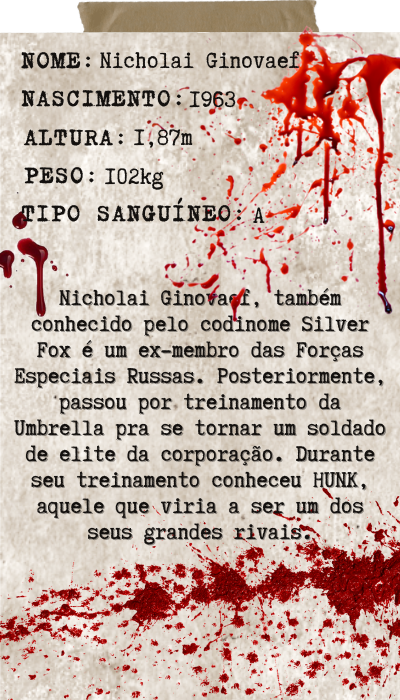 NOME: Nicholai Ginovaef
NASCIMENTO: 1963
ALTURA: 1,87m
PESO: 102kg
TIPO SANGUÍNEO: A
Nicholai Ginovaef, também
conhecido pelo codinome Silver
Fox é um ex-membro das Forças
Especiais Russas. Posteriormente,
passou por treinamento da
Umbrella pra se tornar um soldado
de elite da corporação. Durante
seu treinamento conheceu HUNK,
aquele que viria a ser um dos
seus grandes rivais.